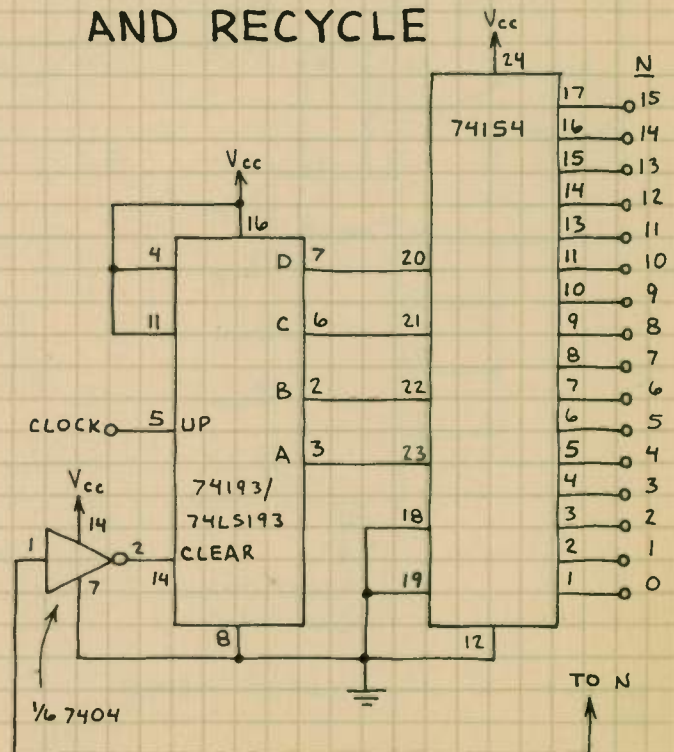 AND RECYCLE
Vcc
24
N
74154
17 15
16 14
15 13
14 12
13 11
11 10
10 9
9 8
8 7
7 6
6 5
5 4
4 3
3 2
2 1
1 0
Vcc
16
4
11
D 7 20
C 6 21
B 2 22
A 3 23
CLOCK 5 UP
74193/
74LS193
Vcc
14
1
2
7
14
CLEAR
18
19
8
12
1/6 7404
TO N